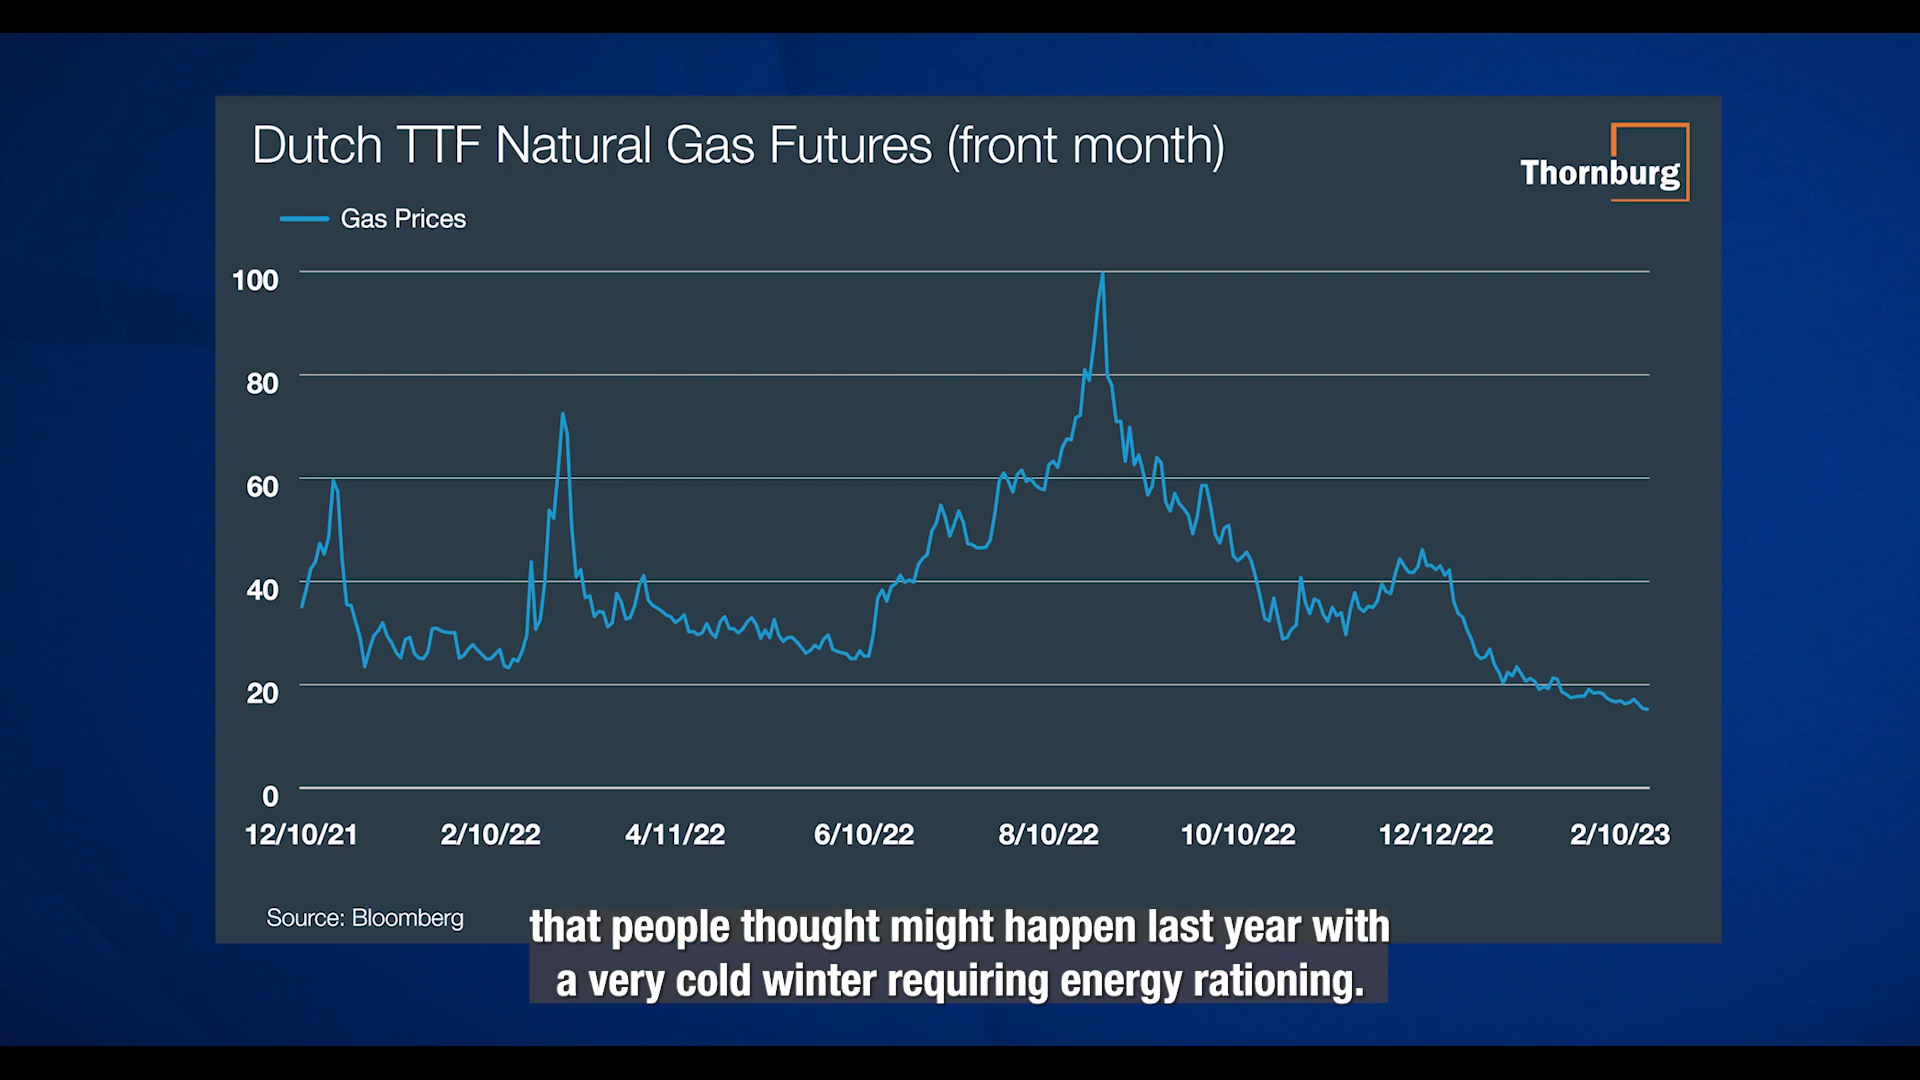 Dutch TTF Natural Gas Futures (front month)
Thornburg
Gas Prices
100
80
60
40
20
0
12/10/21 2/10/22 4/11/22 6/10/22 8/10/22 10/10/22 12/12/22 2/10/23
Source: Bloomberg
that people thought might happen last year with
a very cold winter requiring energy rationing.